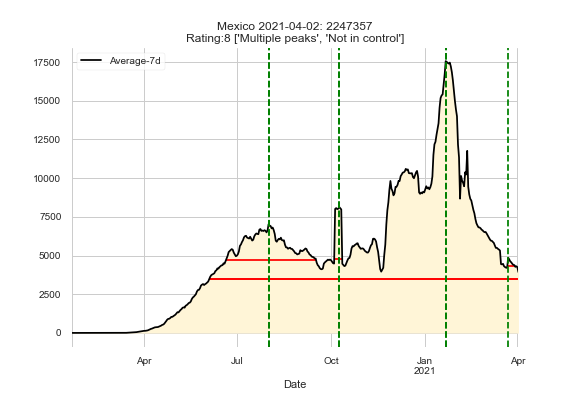 Mexico 2021-04-02: 2247357
Rating:8 ['Multiple peaks', 'Not in control']
Average-7d
17500
15000
12500
10000
7500
5000
2500
0
Apr Jul Oct Jan Apr
2021
Date